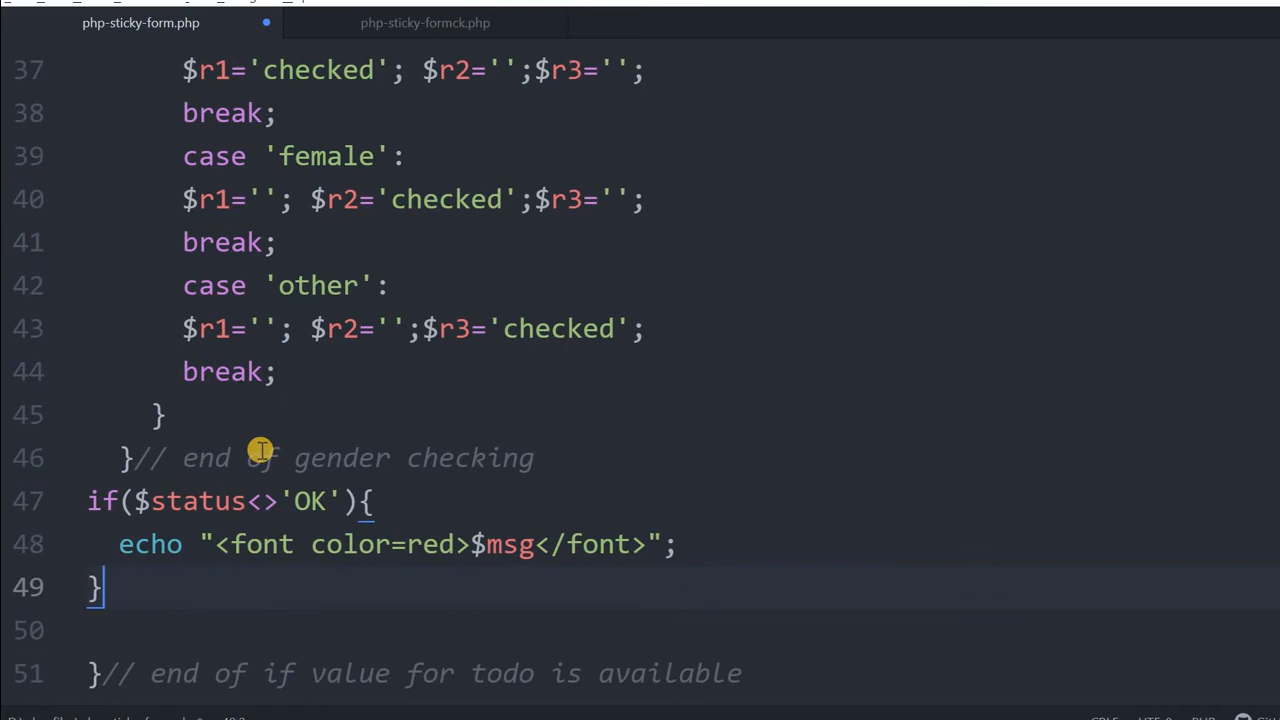 php-sticky-form.php php-sticky-formck.php
37 $r1='checked'; $r2='';$r3='';
38 break;
39 case 'female':
40 $r1=''; $r2='checked';$r3='';
41 break;
42 case 'other':
43 $r1=''; $r2='';$r3='checked';
44 break;
45 }
46 }// end of gender checking
47 if($status<>'OK'){
48 echo "<font color=red>$msg</font>";
49 }
50
51 }// end of if value for todo is available